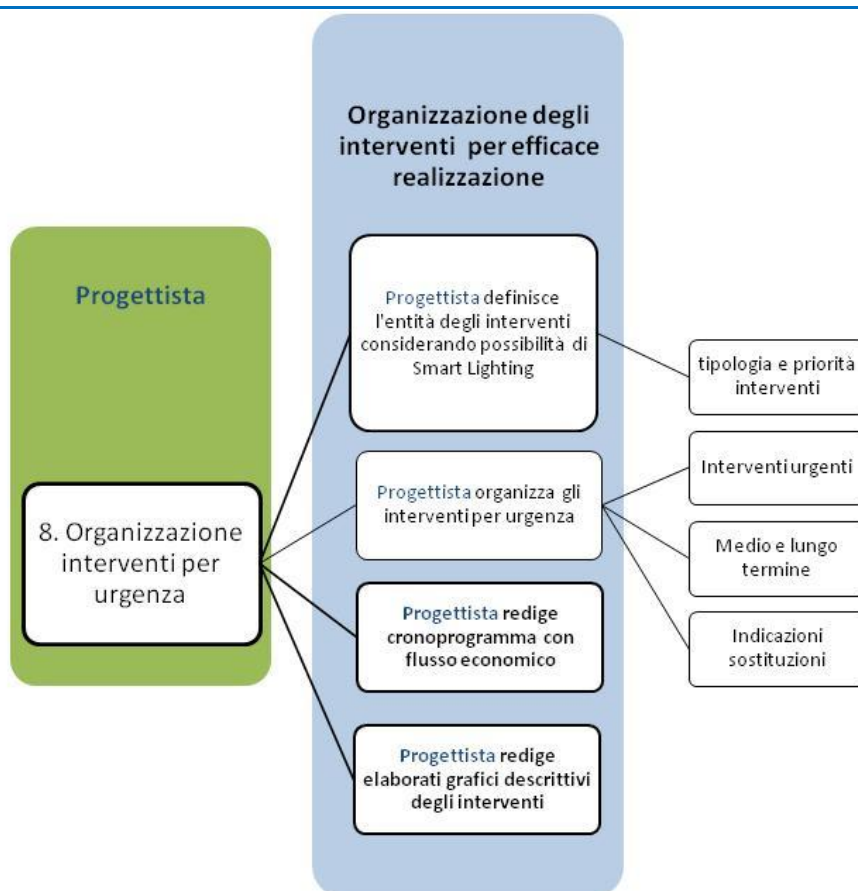 Organizzazione degli
interventi per efficace
realizzazione
Progettista
8. Organizzazione
interventi per
urgenza
Progettista definisce
l'entità degli interventi
considerando possibilità di
Smart Lighting
Progettista organizza gli
interventi per urgenza
Progettista redige
cronoprogramma con
flusso economico
Progettista redige
elaborati grafici descrittivi
degli interventi
tipologia e priorità
interventi
Interventi urgenti
Medio e lungo
termine
Indicazioni
sostituzioni